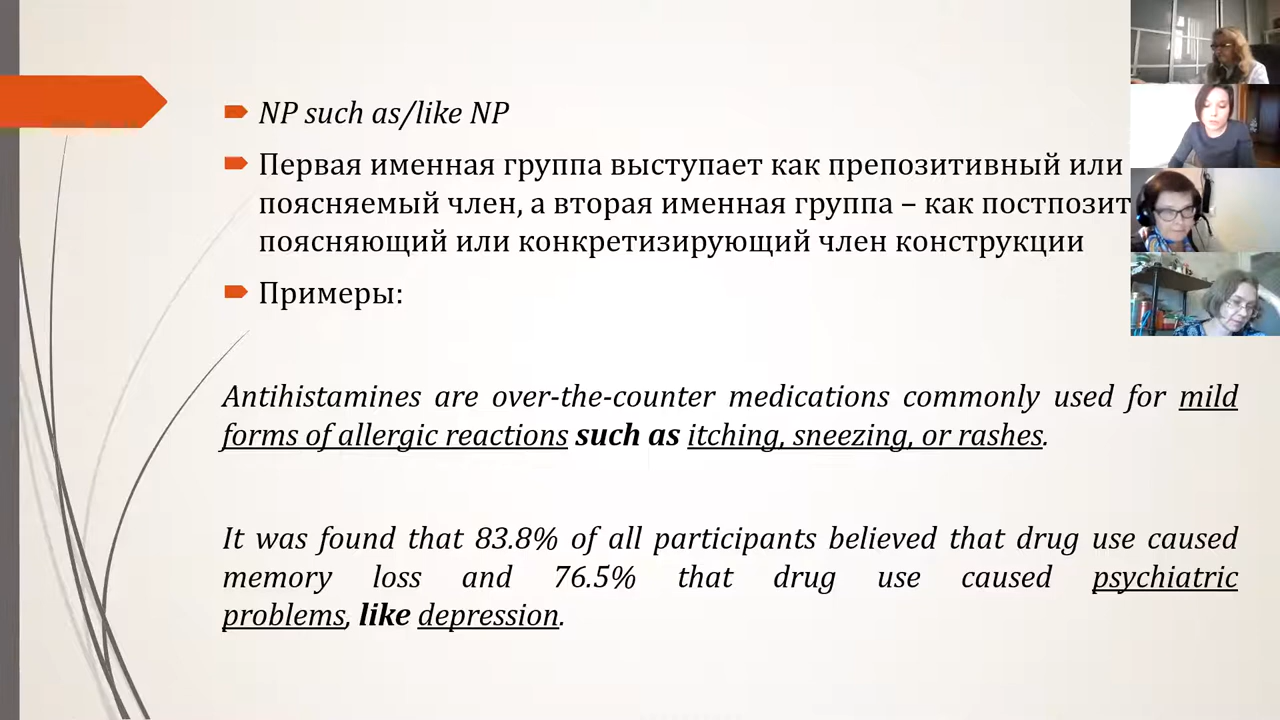 NP such as/like NP
Первая именная группа выступает как препозитивный или
поясняемый член, а вторая именная группа – как
поясняющий или конкретизирующий член конструкции
Примеры:
Antihistamines are over-the-counter medications commonly used for mild
forms of allergic reactions such as itching, sneezing, or rashes.
It was found that 83.8% of all participants believed that drug use caused
memory loss and 76.5% that drug use caused psychiatric
problems, like depression.